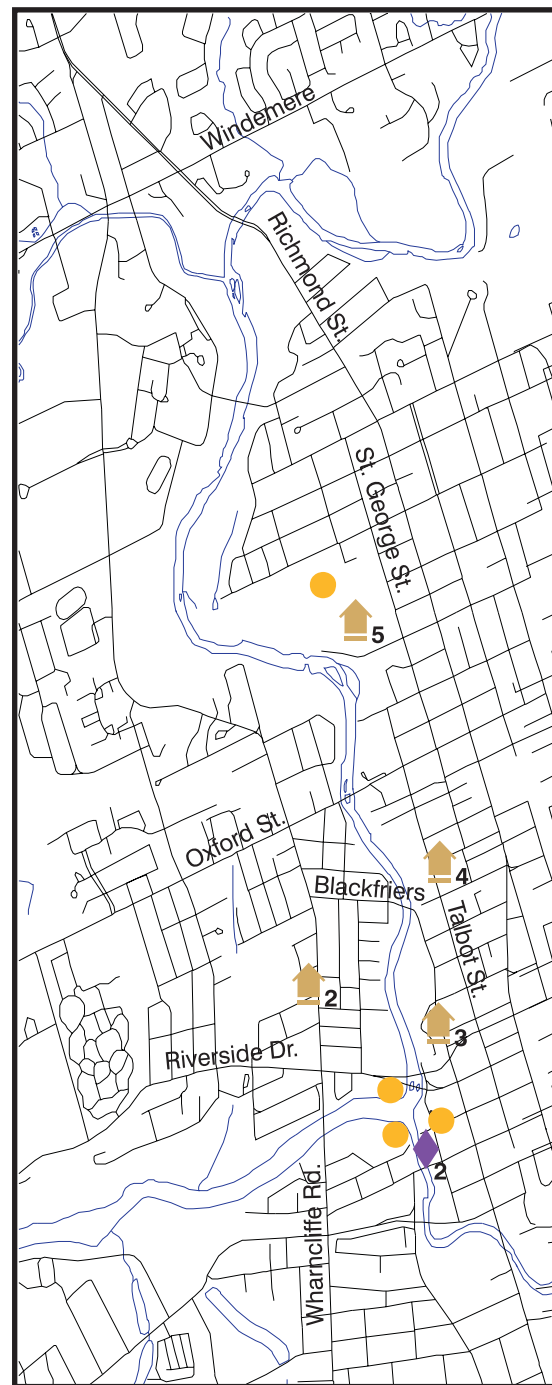 Windemere
Richmond St.
St. George St.
5
Oxford St.
4
Blackfriers
Talbot St.
2
3
Riverside Dr.
2
Wharncliffe Rd.